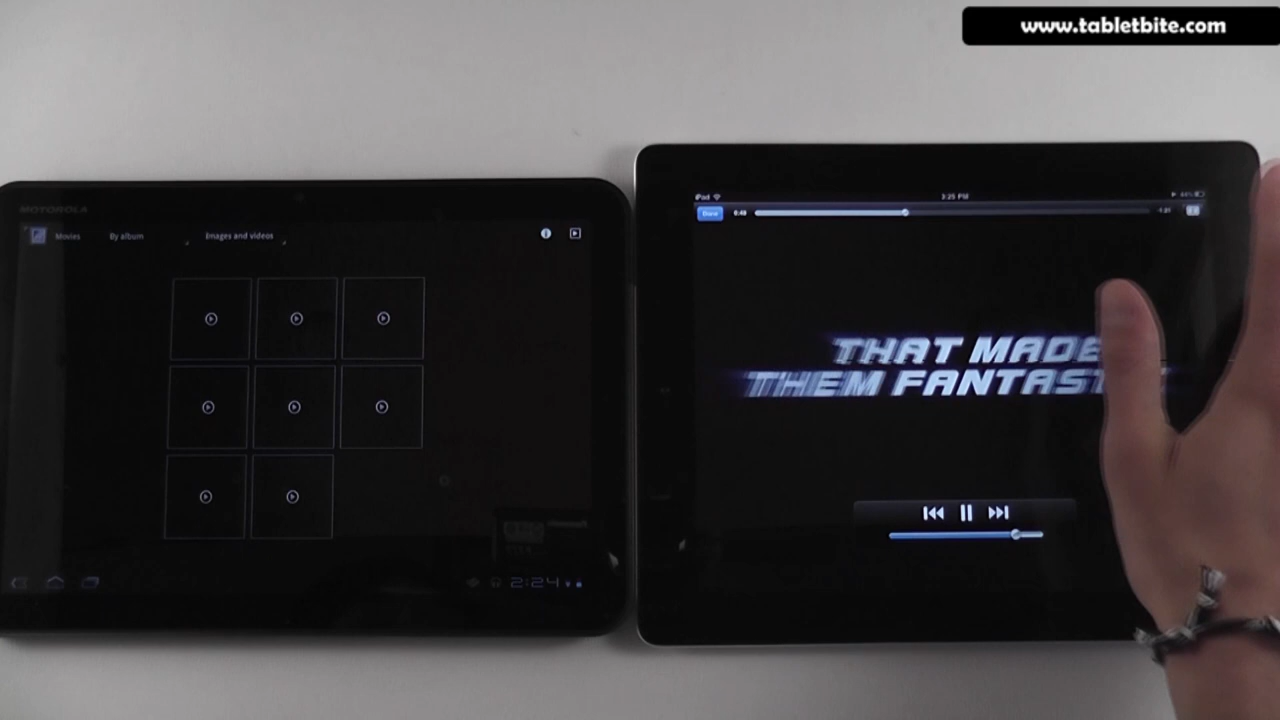 www.tabletbite.com
MOTOROLA
Movies
By album
Images and videos
2:24
iPad
3:25 PM
Done
0:48
THAT MADE
THEM FANTAS